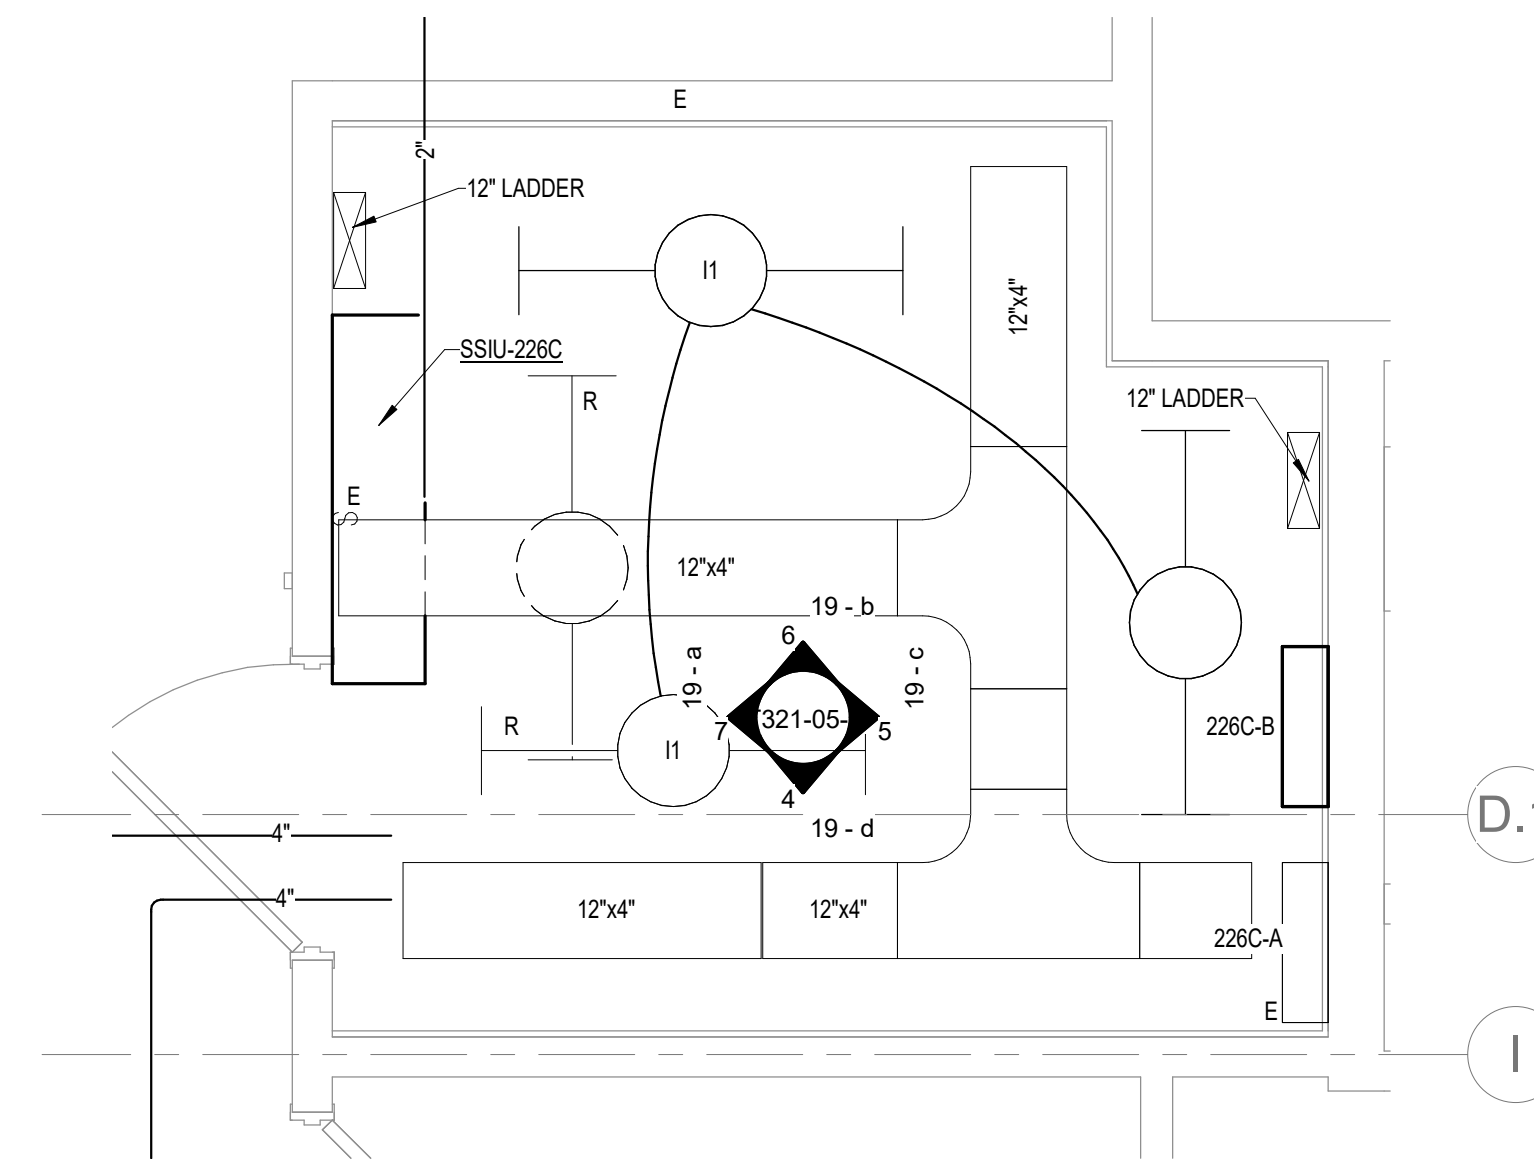 E
2"
12" LADDER
I1
12"x4"
SSIU-226C
R
12" LADDER
E
S
12"x4"
19 - b
6
19 - a
19 - c
R
7
321-05-
5
226C-B
I1
4
19 - d
D.1
4"
4"
12"x4"
12"x4"
226C-A
E
I